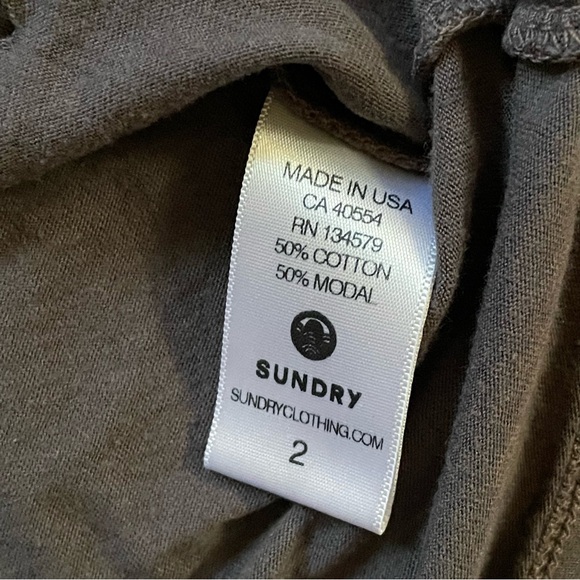 MADE IN USA
CA 40554
RN 134579
50% COTTON
50% MODAL
SUNDRY
SUNDRYCLOTHING.COM
2